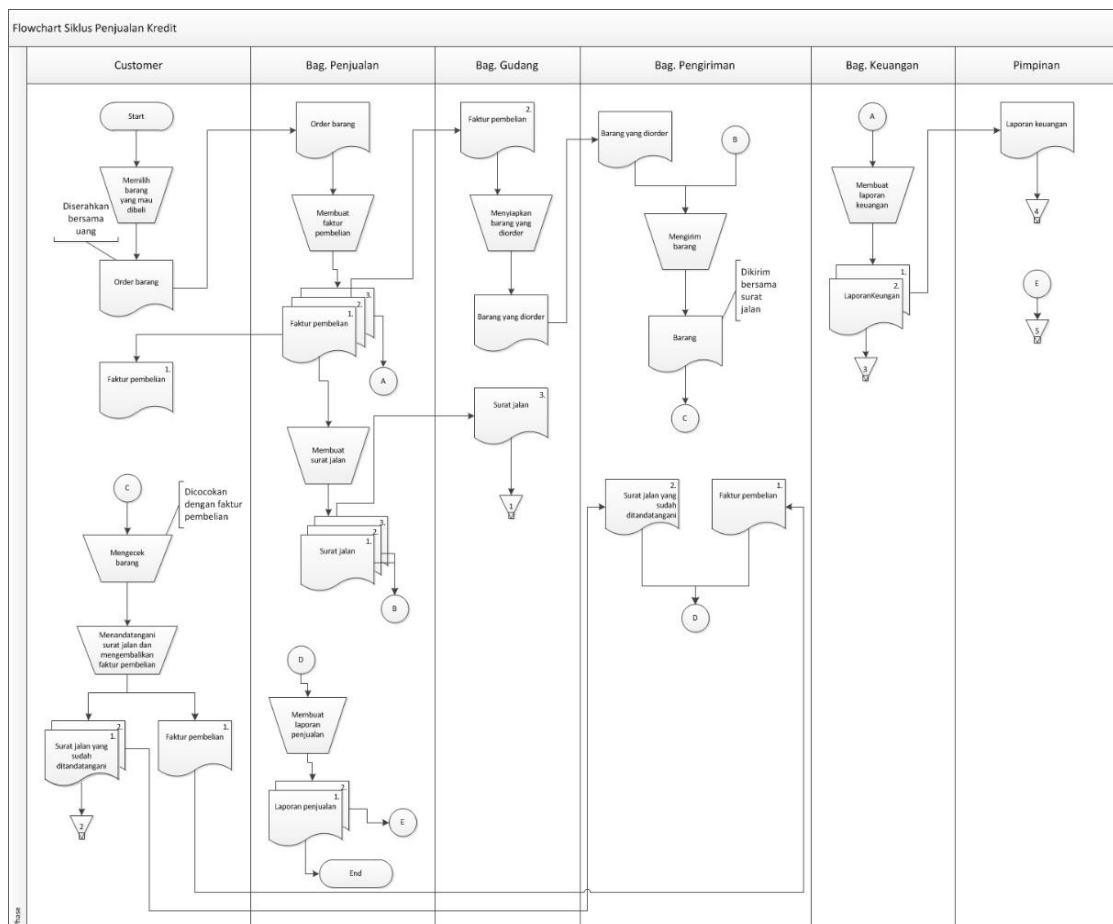 Flowchart Siklus Penjualan Kredit
Customer
Bag. Penjualan
Bag. Gudang
Bag. Pengiriman
Bag. Keuangan
Pimpinan
Start
Memilih
barang
yang mau
dibeli
Diserahkan
bersama
uang
Order barang
1.
Faktur pembelian
C
Dicocokan
dengan faktur
pembelian
Mengecek
barang
Menandatangani
surat jalan dan
mengembalikan
faktur pembelian
2.
1.
Surat jalan yang
sudah
ditandatangani
1.
Faktur pembelian
2
Order barang
Membuat
faktur
pembelian
3.
2.
1.
Faktur pembelian
A
Membuat
surat jalan
3.
2.
1.
Surat jalan
B
D
Membuat
laporan
penjualan
2.
1.
Laporan penjualan
E
End
2.
Faktur pembelian
Menyiapkan
barang yang
diorder
Barang yang diorder
3.
Surat jalan
1
Barang yang diorder
B
Mengirim
barang
Dikirim
bersama
surat
jalan
Barang
C
2.
Surat jalan yang
sudah
ditandatangani
1.
Faktur pembelian
D
A
Membuat
laporan
keuangan
1.
2.
LaporanKeungan
3
Laporan keuangan
4
E
5
Phase